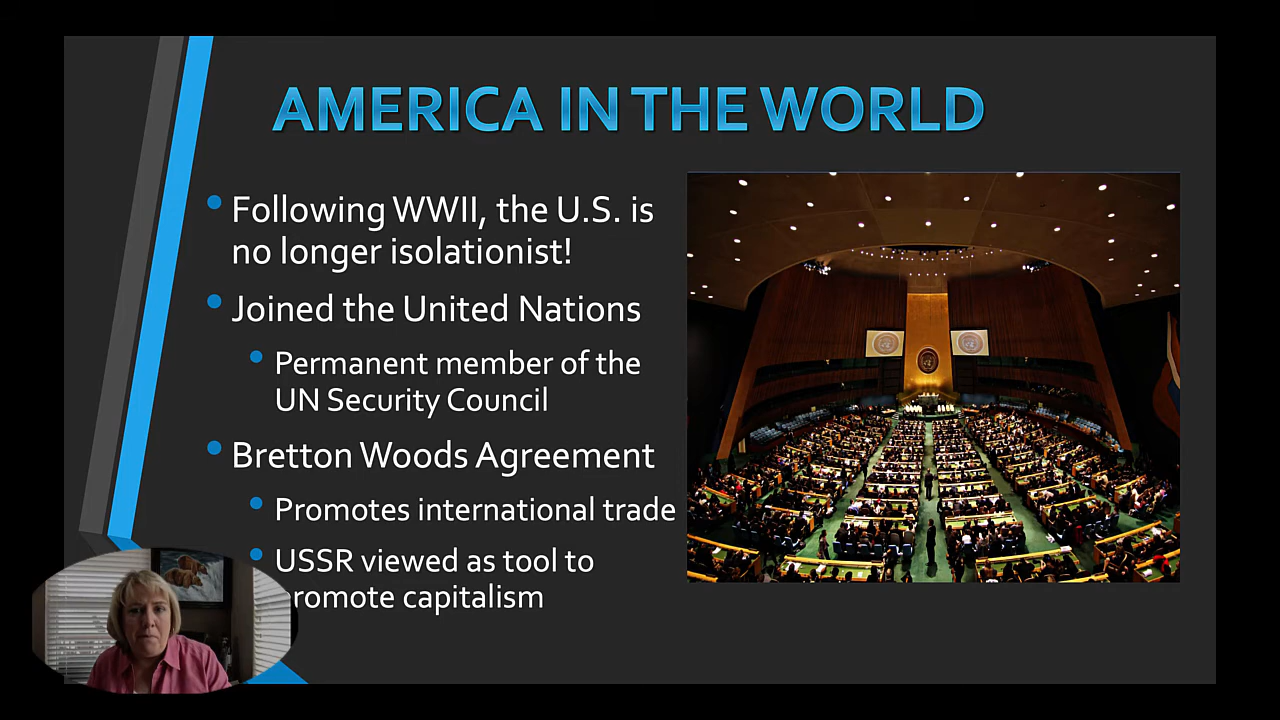 AMERICA IN THE WORLD
• Following WWII, the U.S. is
no longer isolationist!
• Joined the United Nations
• Permanent member of the
UN Security Council
• Bretton Woods Agreement
• Promotes international trade
• USSR viewed as tool to
promote capitalism